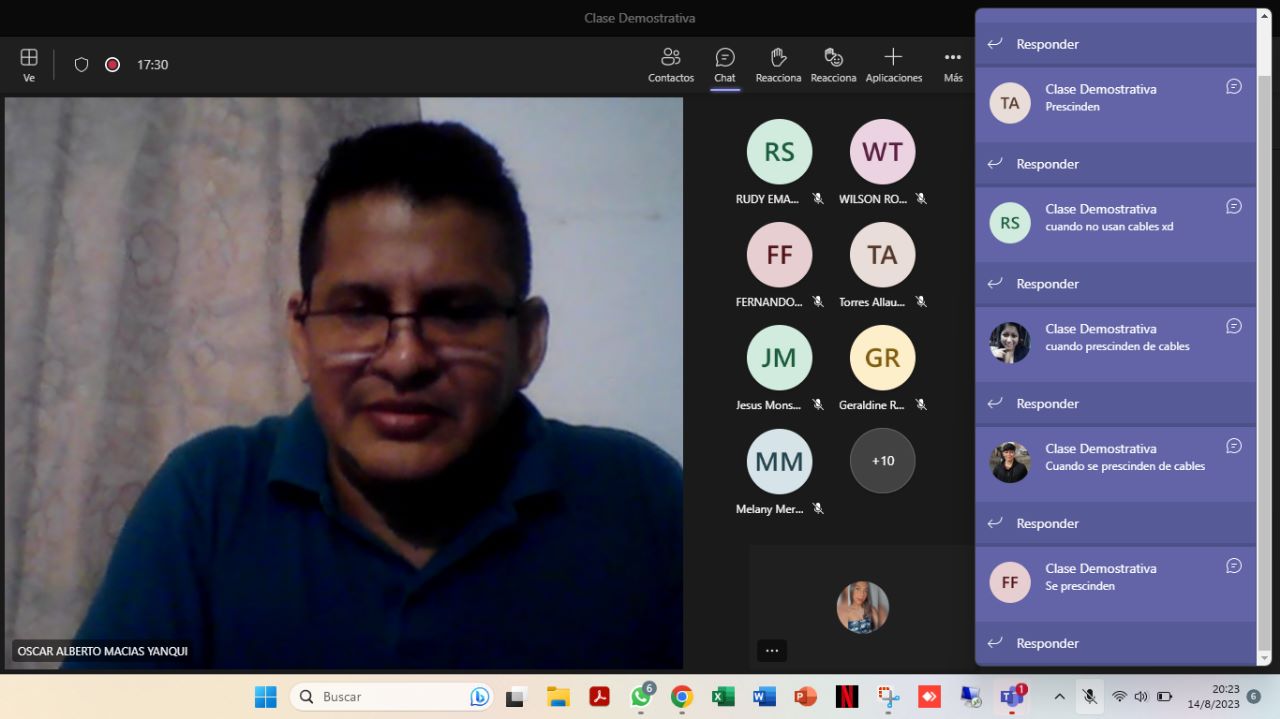 Clase Demostrativa
Ve
17:30
Contactos
Chat
Reacciona
Reacciona
Aplicaciones
Más
RS
RUDY EMA...
WT
WILSON RO...
FF
FERNANDO...
TA
Torres Allau...
JM
Jesus Mons...
GR
Geraldine R...
MM
Melany Mer...
+10
OSCAR ALBERTO MACIAS YANQUI
Responder
TA
Clase Demostrativa
Prescinden
Responder
RS
Clase Demostrativa
cuando no usan cables xd
Responder
Clase Demostrativa
cuando prescinden de cables
Responder
Clase Demostrativa
Cuando se prescinden de cables
Responder
FF
Clase Demostrativa
Se prescinden
Responder
Buscar
6
1
20:23
14/8/2023
6